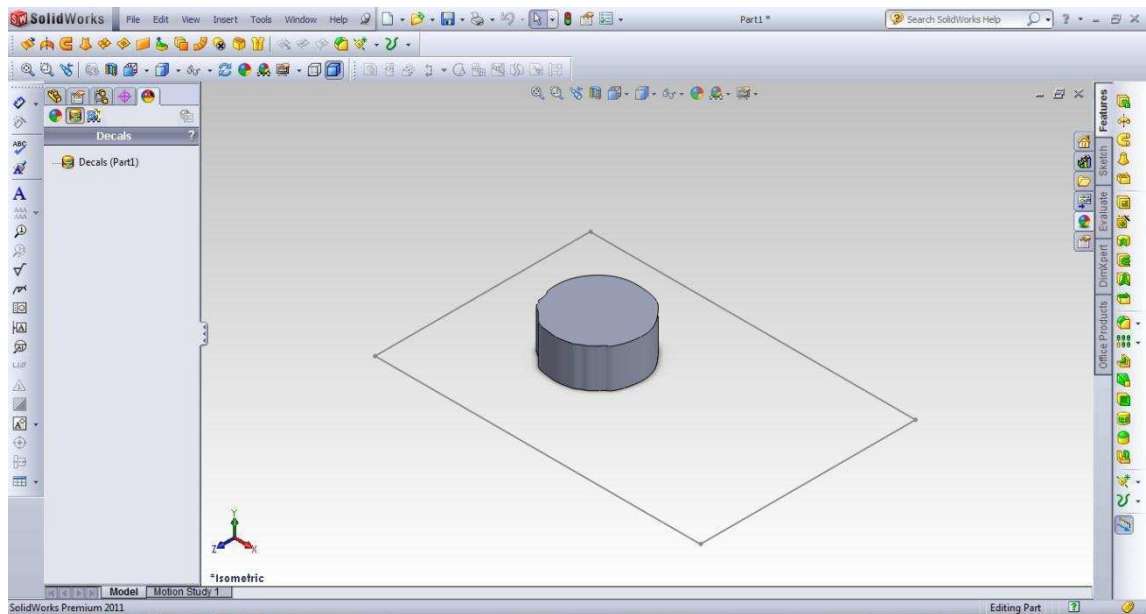 SolidWorks File Edit View Insert Tools Window Help Part1 * Search SolidWorks Help
Decals ?
Decals (Part1)
ABC
A
Features
Sketch
Evaluate
DimXpert
Office Products
Y
Z X
*Isometric
Model Motion Study 1
SolidWorks Premium 2011 Editing Part